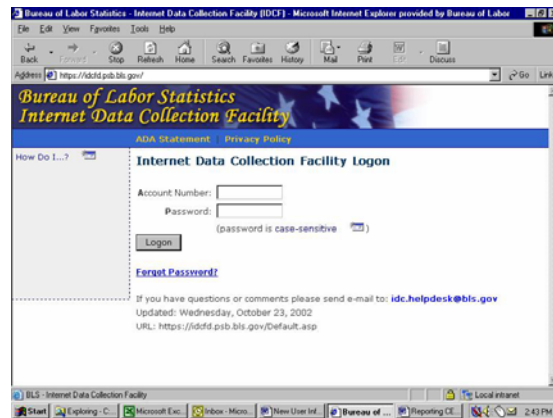 Bureau of Labor Statistics - Internet Data Collection Facility (IDCF) - Microsoft Internet Explorer provided by Bureau of Labor
File Edit View Favorites Tools Help
Back Forward Stop Refresh Home Search Favorites History Mail Print Edit Discuss
Address https://idcfd.psb.bls.gov/ Go Link
Bureau of Labor Statistics
Internet Data Collection Facility
ADA Statement | Privacy Policy
How Do I...?
Internet Data Collection Facility Logon
Account Number:
Password:
(password is case-sensitive )
Logon
Forgot Password?
If you have questions or comments please send e-mail to: idc.helpdesk@bls.gov
Updated: Wednesday, October 23, 2002
URL: https://idcfd.psb.bls.gov/Default.asp
BLS - Internet Data Collection Facility Local intranet
Start Exploring - C... Microsoft Exc... Inbox - Micro... New User Inf... Bureau of ... Reporting CE... 2:43 PM